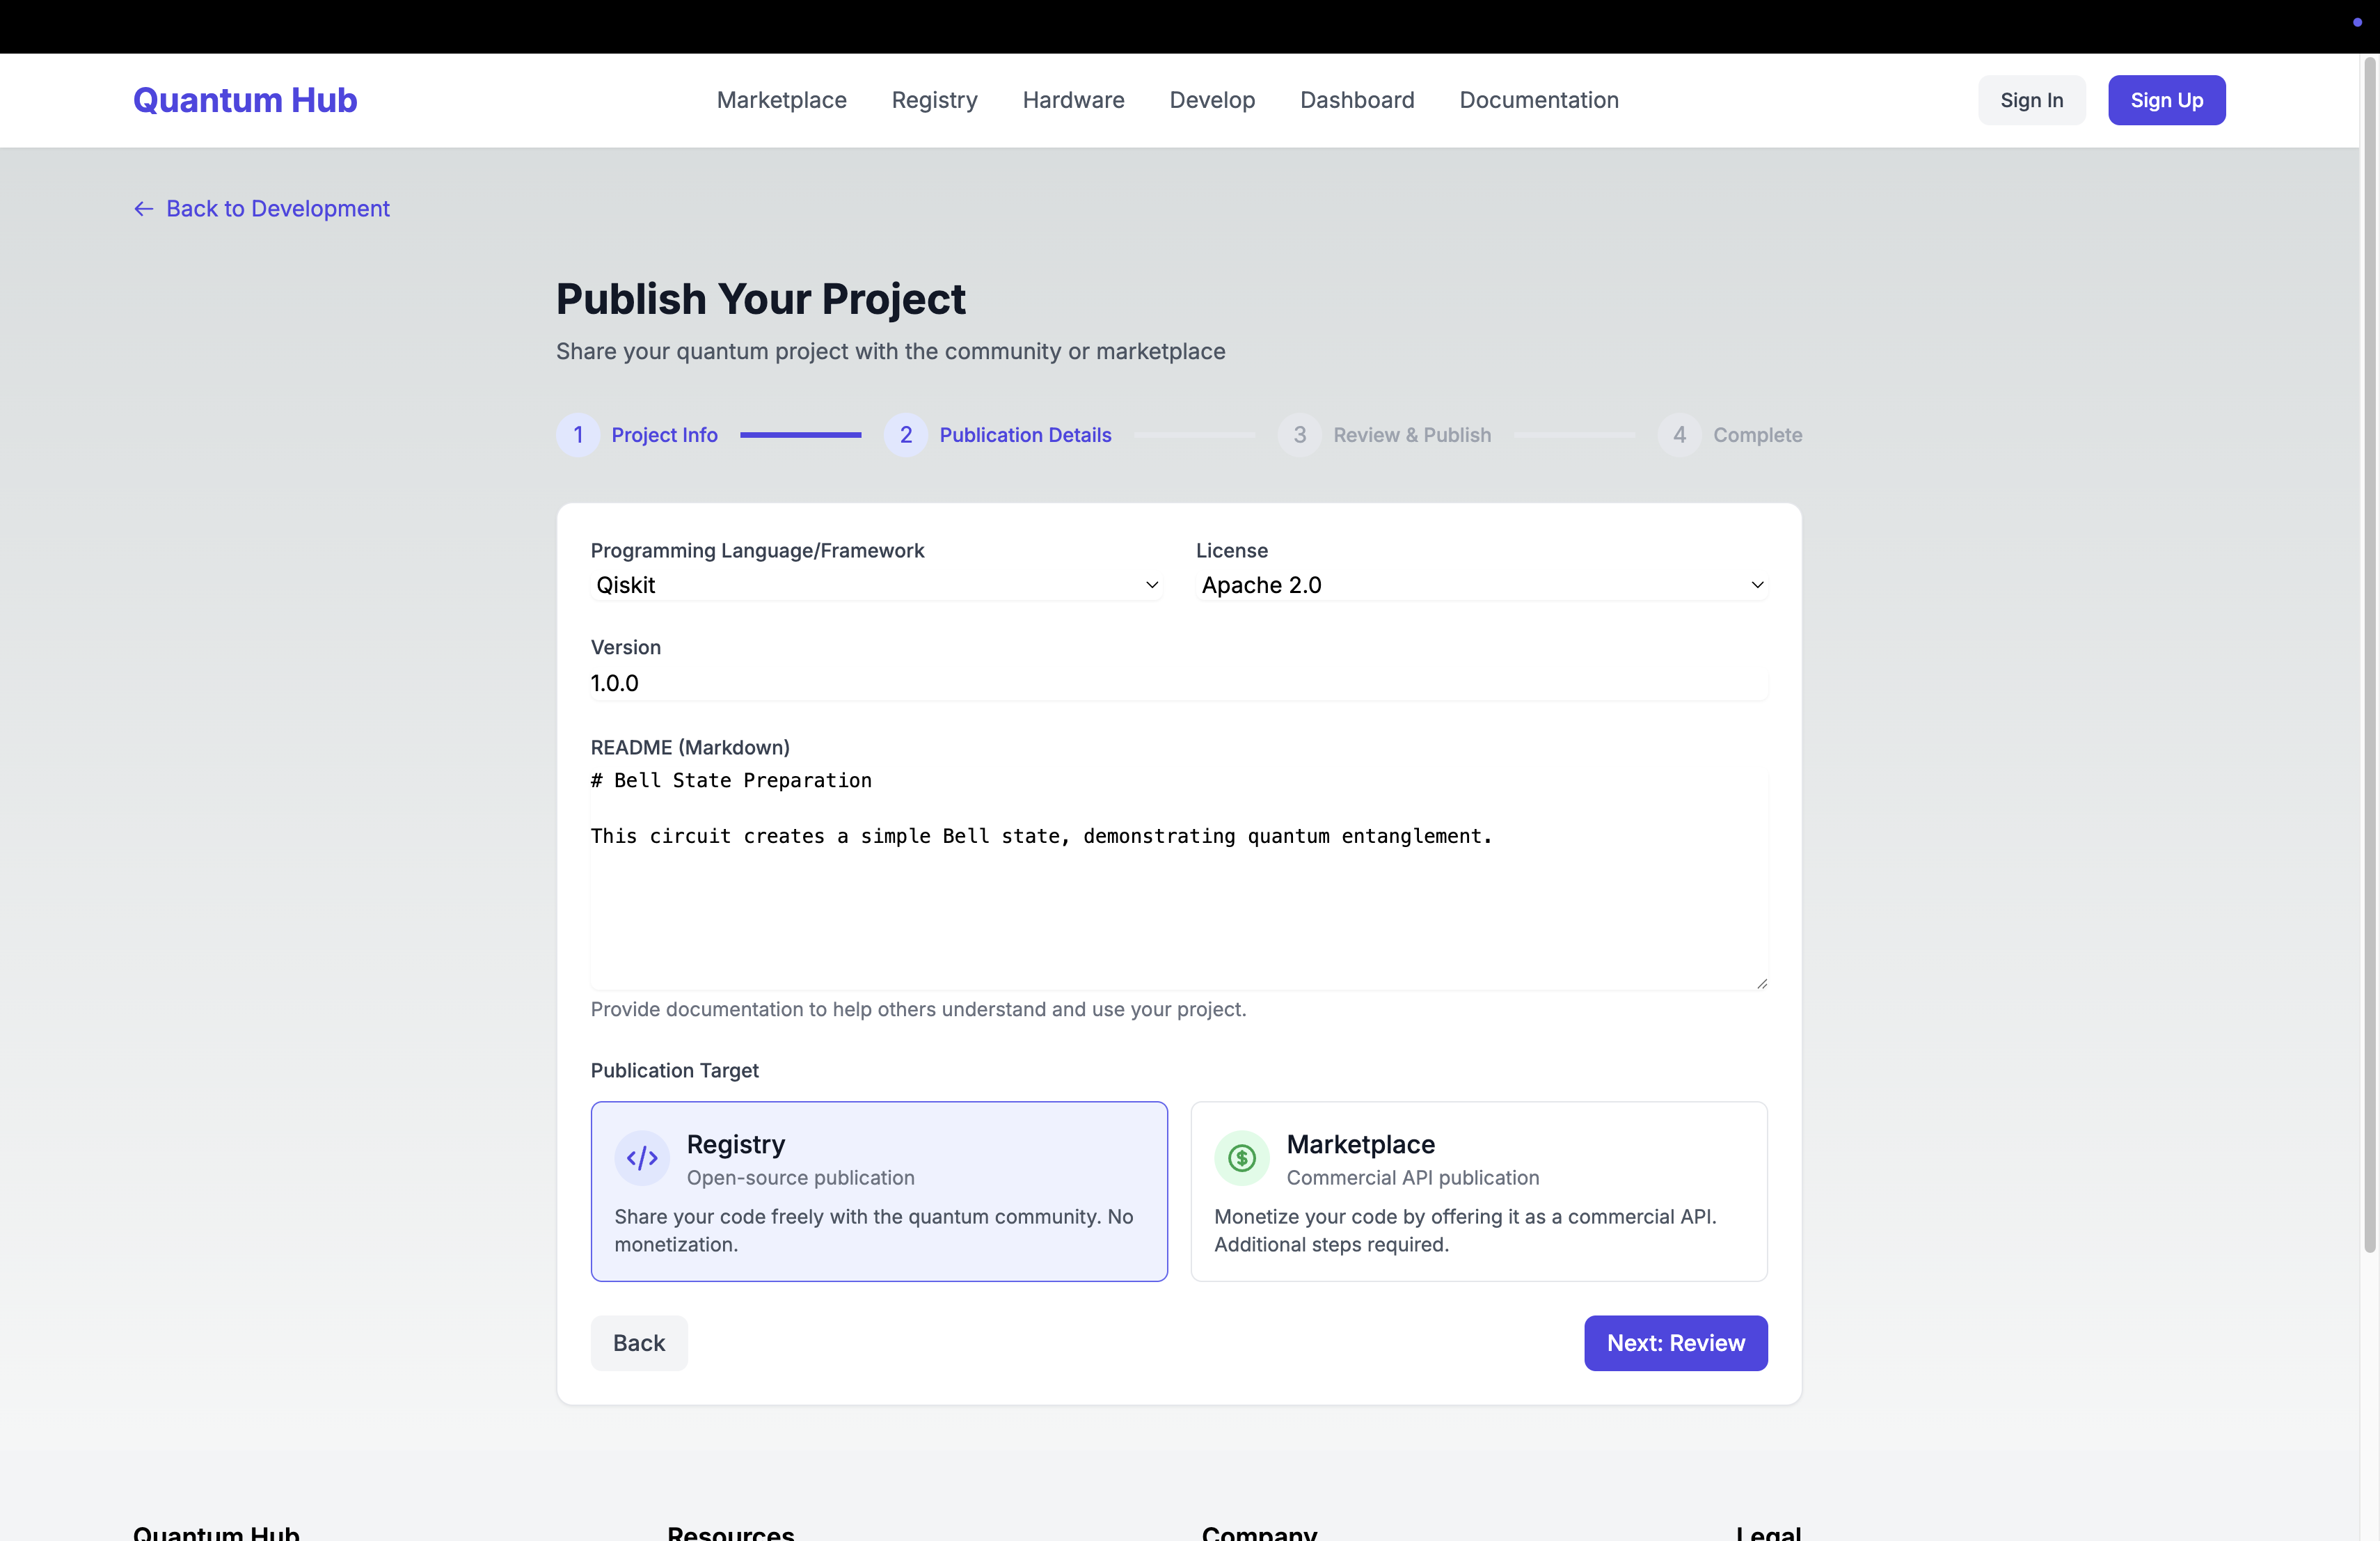 Quantum Hub
Marketplace
Registry
Hardware
Develop
Dashboard
Documentation
Sign In
Sign Up
← Back to Development
Publish Your Project
Share your quantum project with the community or marketplace
1 Project Info
2 Publication Details
3 Review & Publish
4 Complete
Programming Language/Framework
Qiskit
License
Apache 2.0
Version
1.0.0
README (Markdown)
# Bell State Preparation
This circuit creates a simple Bell state, demonstrating quantum entanglement.
Provide documentation to help others understand and use your project.
Publication Target
</>
Registry
Open-source publication
Share your code freely with the quantum community. No
monetization.
$
Marketplace
Commercial API publication
Monetize your code by offering it as a commercial API.
Additional steps required.
Back
Next: Review
Quantum Hub
Resources
Company
Legal